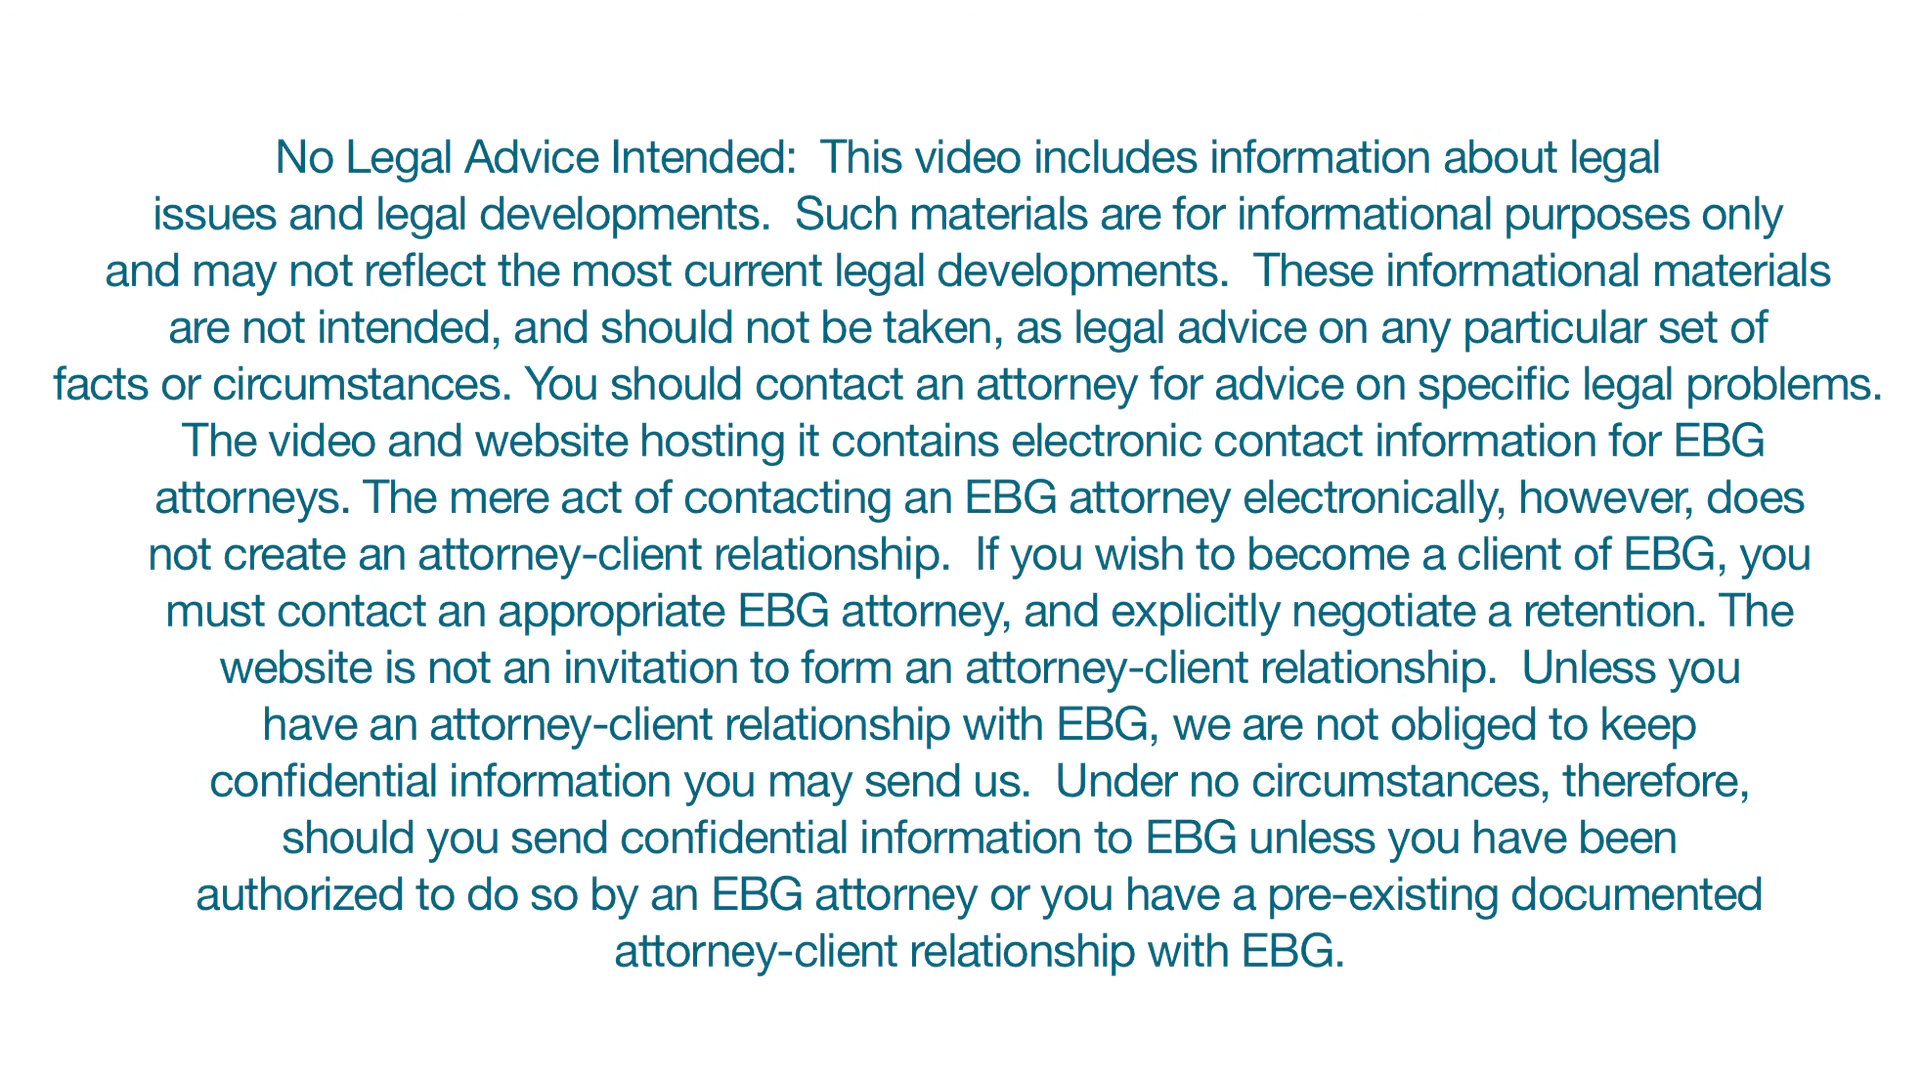 No Legal Advice Intended:  This video includes information about legal
issues and legal developments.  Such materials are for informational purposes only
and may not reflect the most current legal developments.  These informational materials
are not intended, and should not be taken, as legal advice on any particular set of
facts or circumstances. You should contact an attorney for advice on specific legal problems.
The video and website hosting it contains electronic contact information for EBG
attorneys. The mere act of contacting an EBG attorney electronically, however, does
not create an attorney-client relationship.  If you wish to become a client of EBG, you
must contact an appropriate EBG attorney, and explicitly negotiate a retention. The
website is not an invitation to form an attorney-client relationship.  Unless you
have an attorney-client relationship with EBG, we are not obliged to keep
confidential information you may send us.  Under no circumstances, therefore,
should you send confidential information to EBG unless you have been
authorized to do so by an EBG attorney or you have a pre-existing documented
attorney-client relationship with EBG.